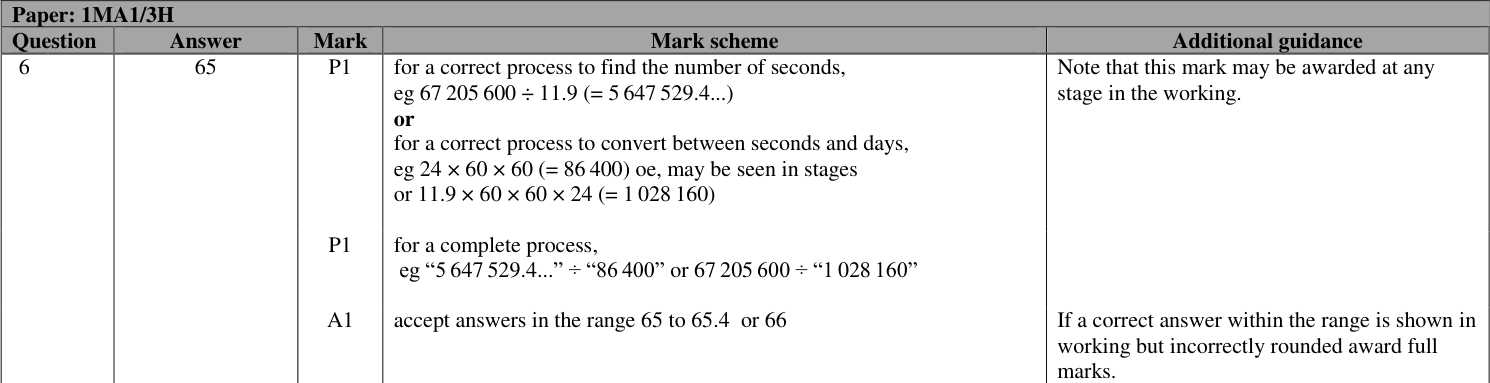 Paper: 1MA1/3H
Question Answer Mark Mark scheme Additional guidance
6 65 P1 for a correct process to find the number of seconds, Note that this mark may be awarded at any
eg 67 205 600 ÷ 11.9 (= 5 647 529.4...) stage in the working.
or
for a correct process to convert between seconds and days,
eg 24 × 60 × 60 (= 86 400) oe, may be seen in stages
or 11.9 × 60 × 60 × 24 (= 1 028 160)
P1 for a complete process,
eg “5 647 529.4...” ÷ “86 400” or 67 205 600 ÷ “1 028 160”
A1 accept answers in the range 65 to 65.4 or 66 If a correct answer within the range is shown in
working but incorrectly rounded award full
marks.